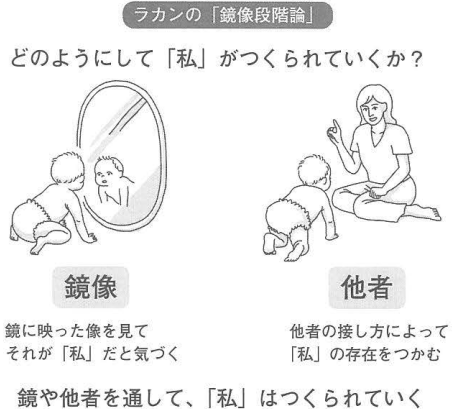 ラカンの「鏡像段階論」
どのようにして「私」がつくられていくか？
鏡像
他者
鏡に映った像を見て
それが「私」だと気づく
他者の接し方によって
「私」の存在をつかむ
鏡や他者を通して、「私」はつくられていく